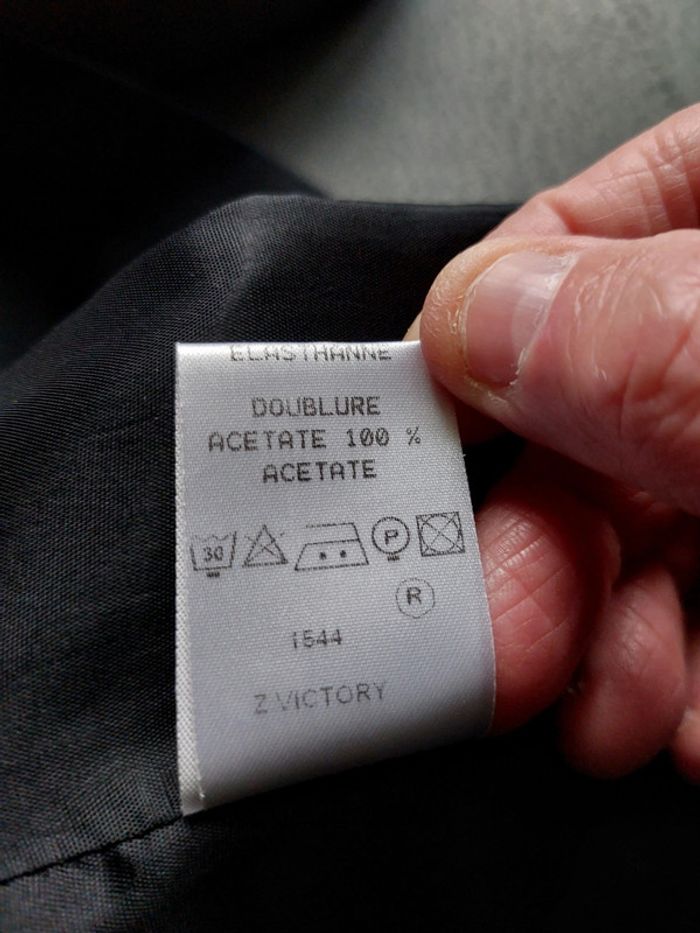 ELASTHANNE
DOUBLURE
ACETATE 100 %
ACETATE
30 P
R
1544
Z VICTORY